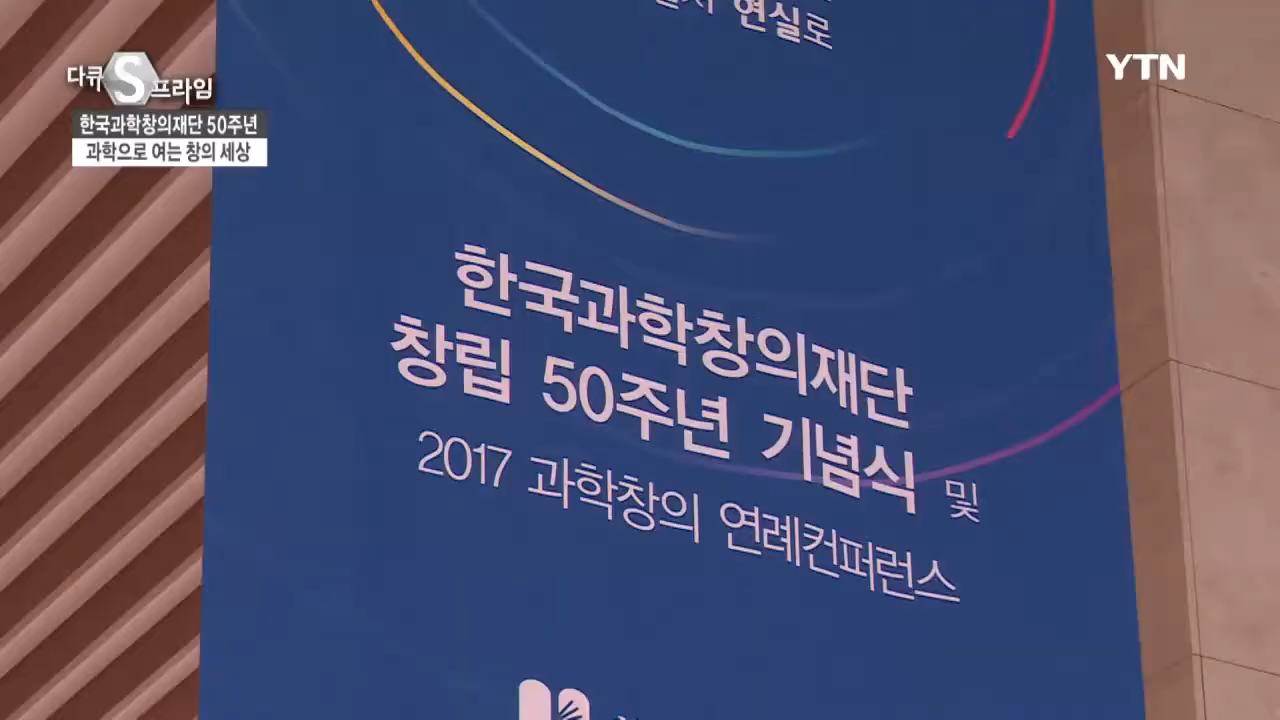 다큐 S 프라임
한국과학창의재단 50주년
과학으로 여는 창의 세상
YTN
현실로
한국과학창의재단
창립 50주년 기념식 및
2017 과학창의 연례컨퍼런스